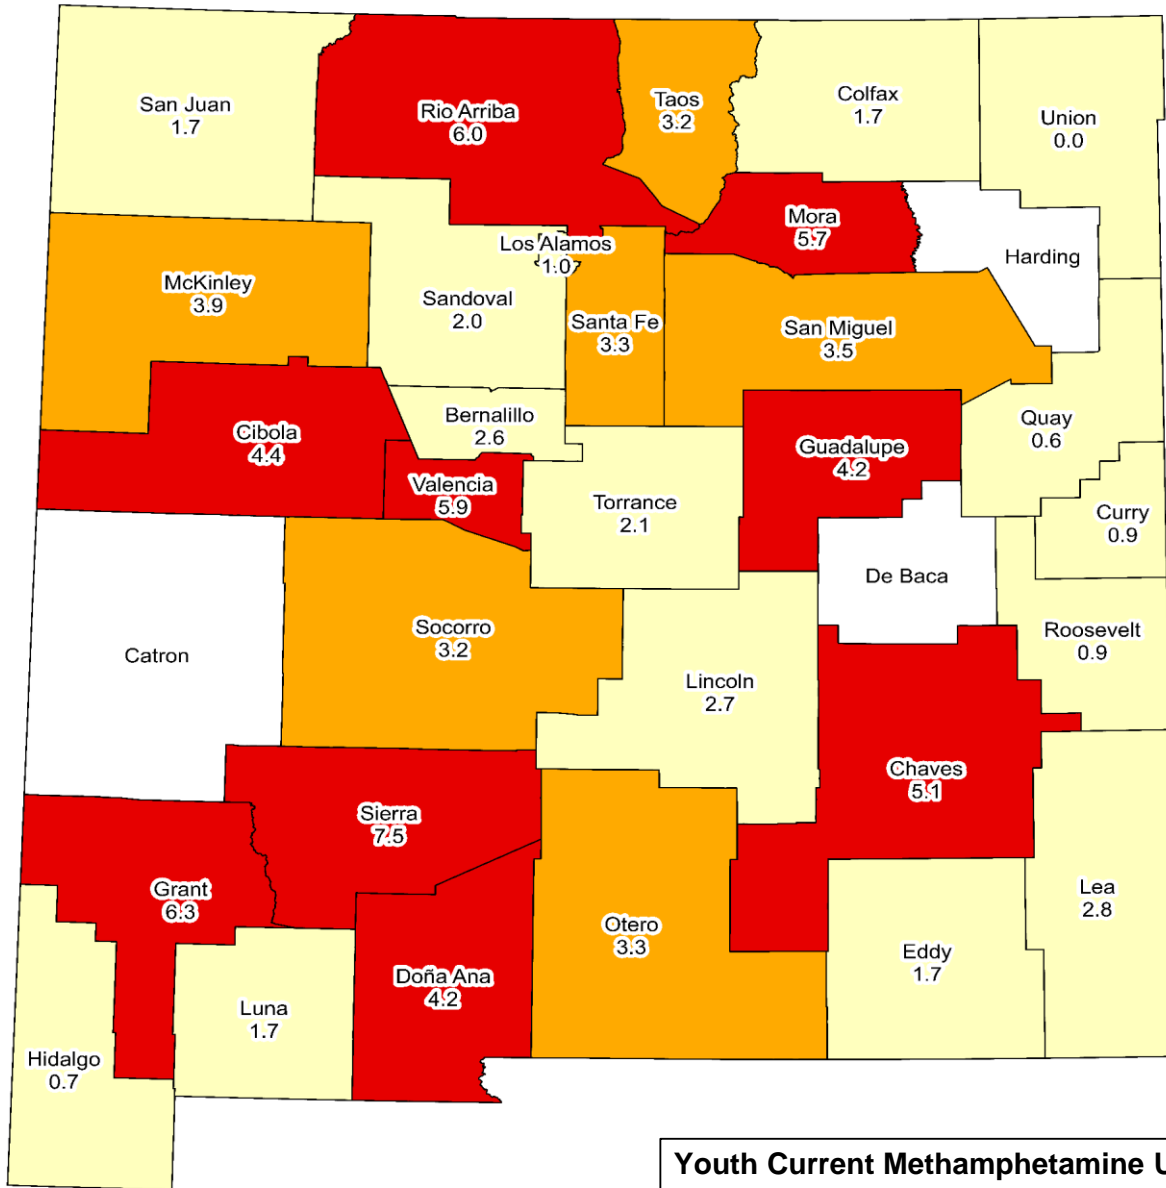 San Juan
1.7
Rio Arriba
6.0
Taos
3.2
Colfax
1.7
Union
0.0
Mora
5.7
Harding
Los Alamos
1.0
McKinley
3.9
Sandoval
2.0
Santa Fe
3.3
San Miguel
3.5
Bernalillo
2.6
Quay
0.6
Cibola
4.4
Guadalupe
4.2
Valencia
5.9
Torrance
2.1
Curry
0.9
De Baca
Socorro
3.2
Roosevelt
0.9
Catron
Lincoln
2.7
Chaves
5.1
Sierra
7.5
Grant
6.3
Lea
2.8
Otero
3.3
Eddy
1.7
Doña Ana
4.2
Luna
1.7
Hidalgo
0.7
Youth Current Methamphetamine U